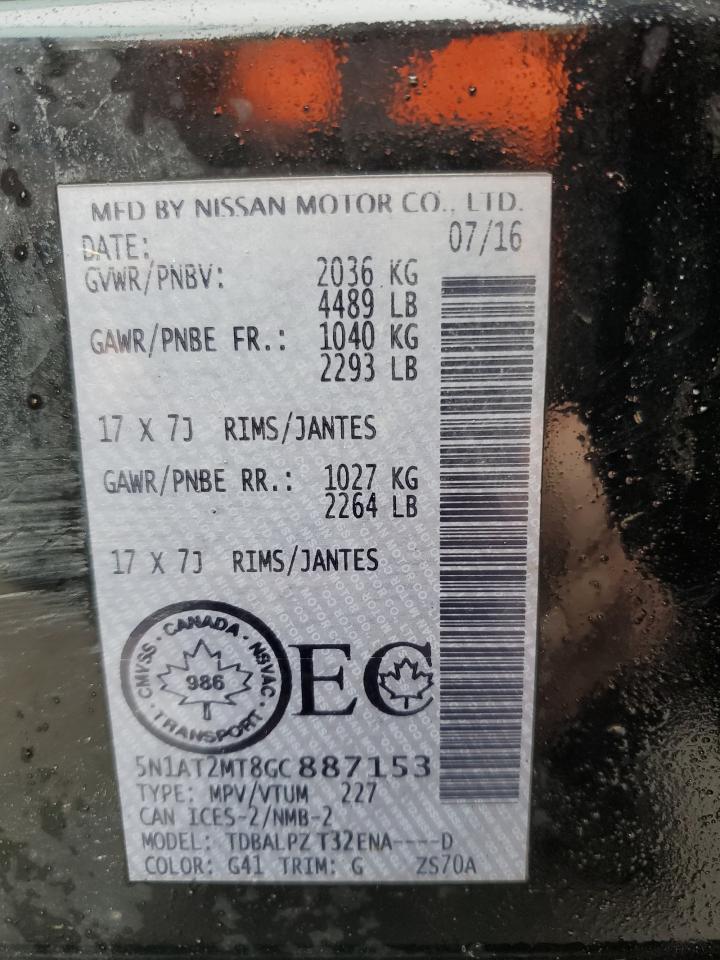 MFD BY NISSAN MOTOR CO., LTD.
DATE: 07/16
GVWR/PNBV: 2036 KG
4489 LB
GAWR/PNBE FR.: 1040 KG
2293 LB
17 X 7J RIMS/JANTES
GAWR/PNBE RR.: 1027 KG
2264 LB
17 X 7J RIMS/JANTES
CANADA · NSVAC · TRANSPORT · CMVSS ·
986
EC
5N1AT2MT8GC887153
TYPE: MPV/VTUM 227
CAN ICES-2/NMB-2
MODEL: TDBALPZ T32ENA----D
COLOR: G41 TRIM: G ZS70A